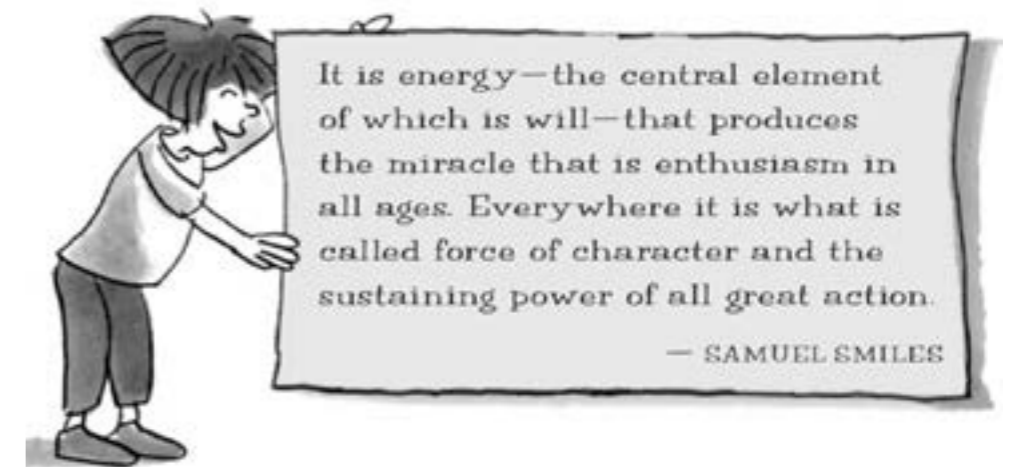 It is energy—the central element
of which is will—that produces
the miracle that is enthusiasm in
all ages. Everywhere it is what is
called force of character and the
sustaining power of all great action.
— SAMUEL SMILES